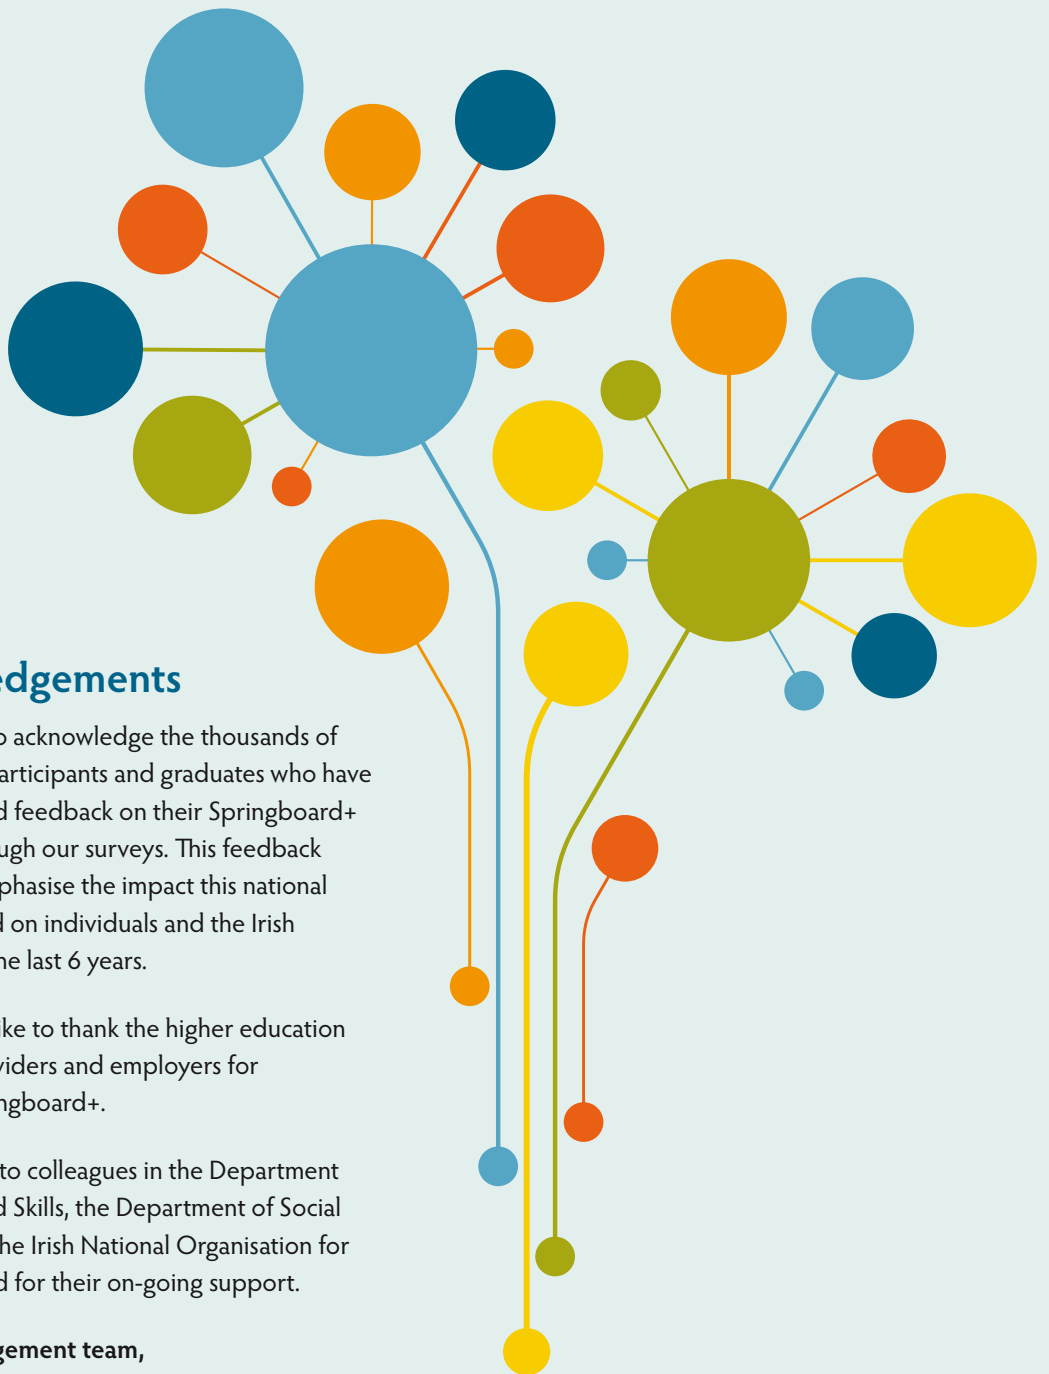 edgements
o acknowledge the thousands of
articipants and graduates who have
d feedback on their Springboard+
ugh our surveys. This feedback
phasise the impact this national
d on individuals and the Irish
he last 6 years.
ike to thank the higher education
viders and employers for
ngboard+.
to colleagues in the Department
d Skills, the Department of Social
he Irish National Organisation for
d for their on-going support.
gement team,